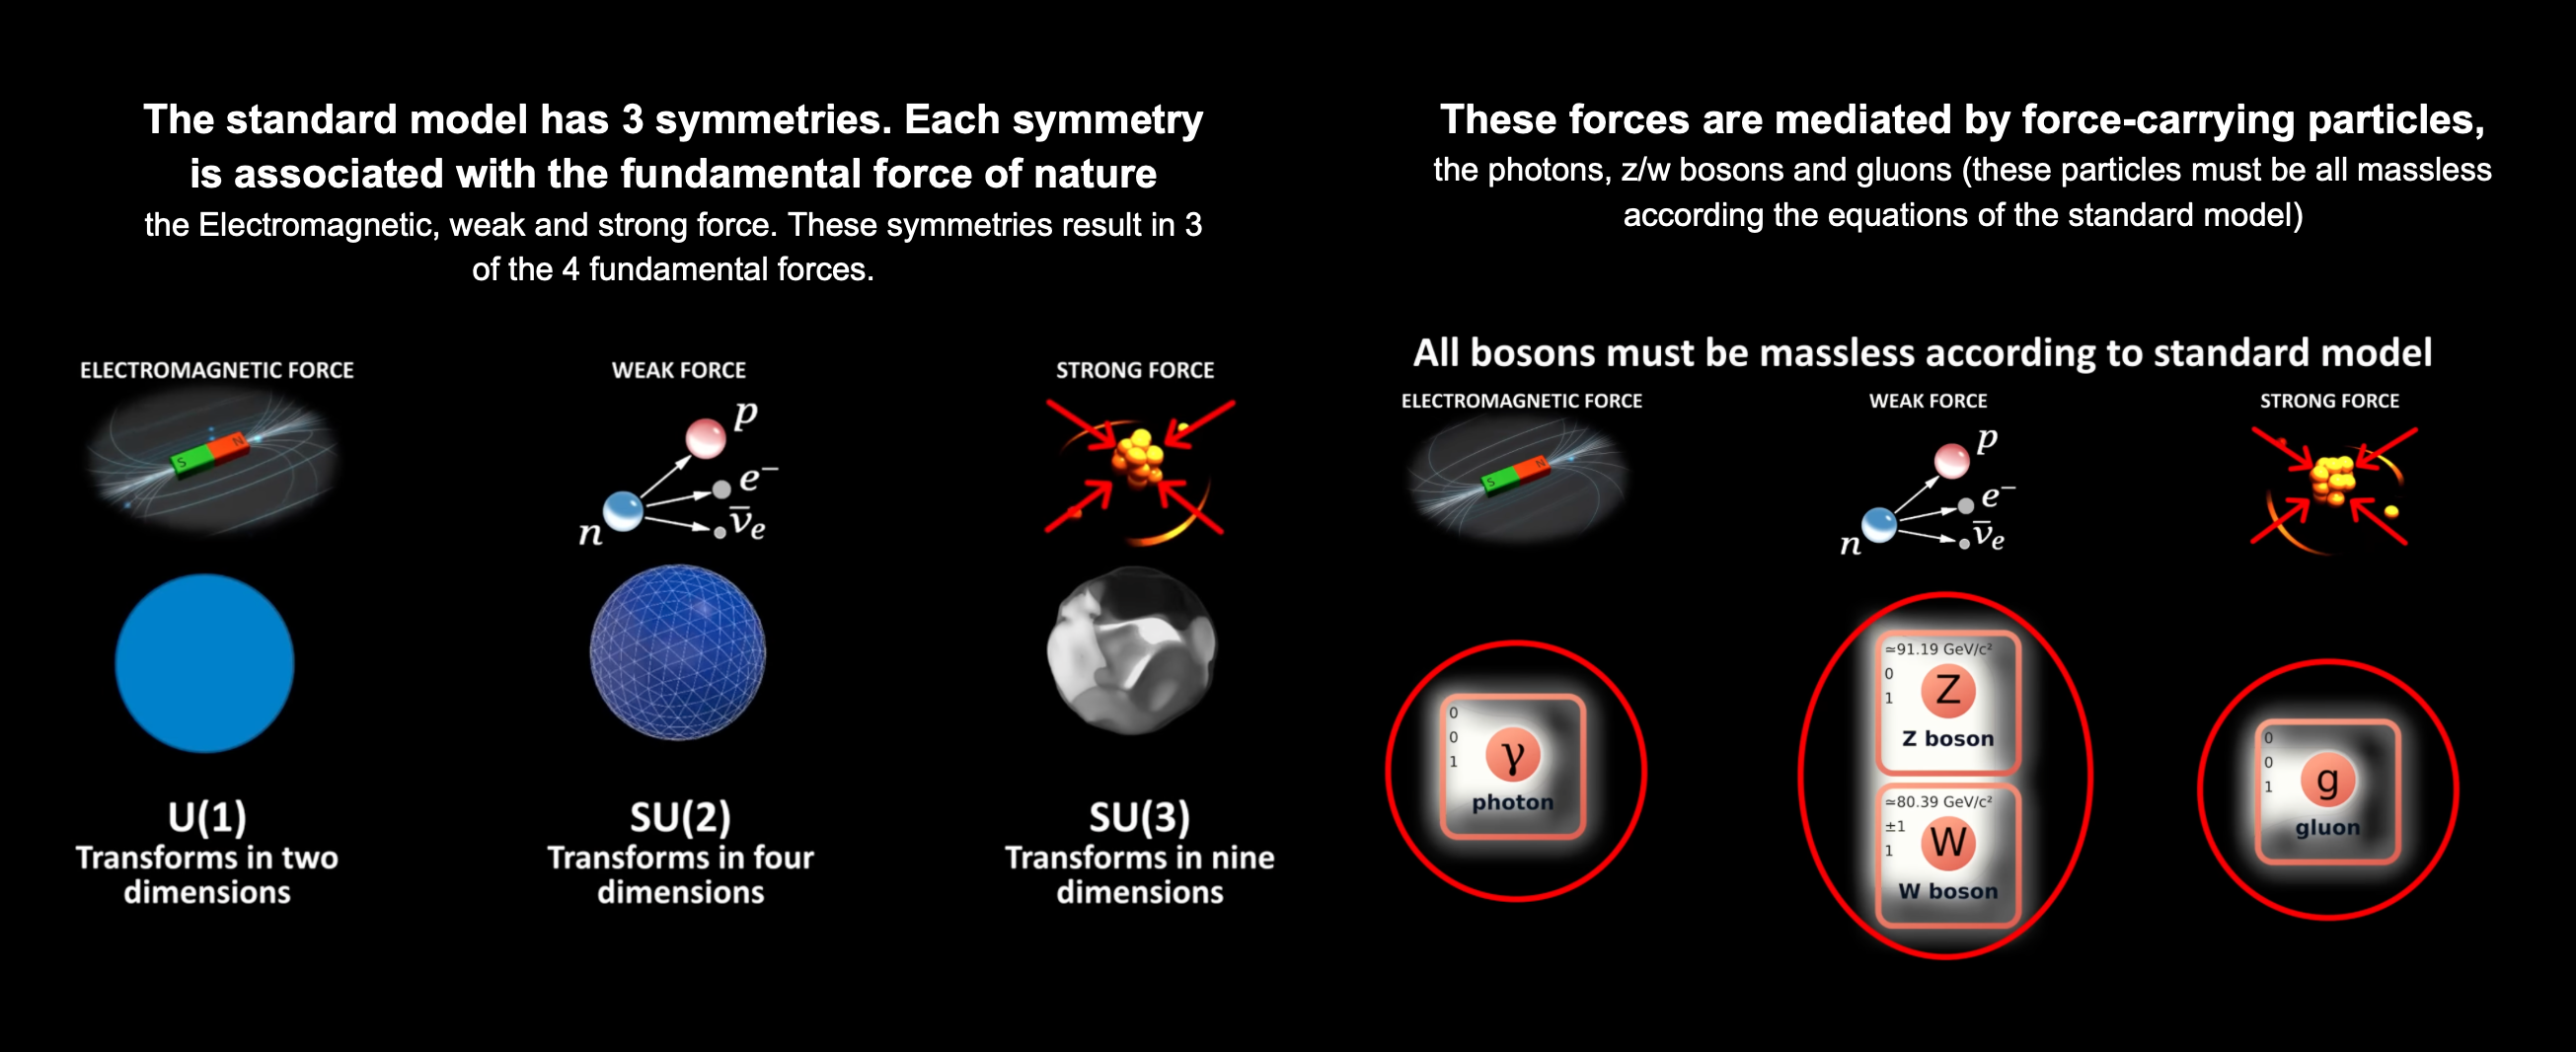 The standard model has 3 symmetries. Each symmetry
is associated with the fundamental force of nature
the Electromagnetic, weak and strong force. These symmetries result in 3
of the 4 fundamental forces.
ELECTROMAGNETIC FORCE
S
N
U(1)
Transforms in two
dimensions
WEAK FORCE
p
e−
ν̅e
n
SU(2)
Transforms in four
dimensions
STRONG FORCE
SU(3)
Transforms in nine
dimensions
These forces are mediated by force-carrying particles,
the photons, z/w bosons and gluons (these particles must be all massless
according the equations of the standard model)
All bosons must be massless according to standard model
ELECTROMAGNETIC FORCE
S
N
0
0
1
γ
photon
WEAK FORCE
p
e−
ν̅e
n
≃91.19 GeV/c²
0
1
Z
Z boson
≃80.39 GeV/c²
±1
1
W
W boson
STRONG FORCE
0
0
1
g
gluon